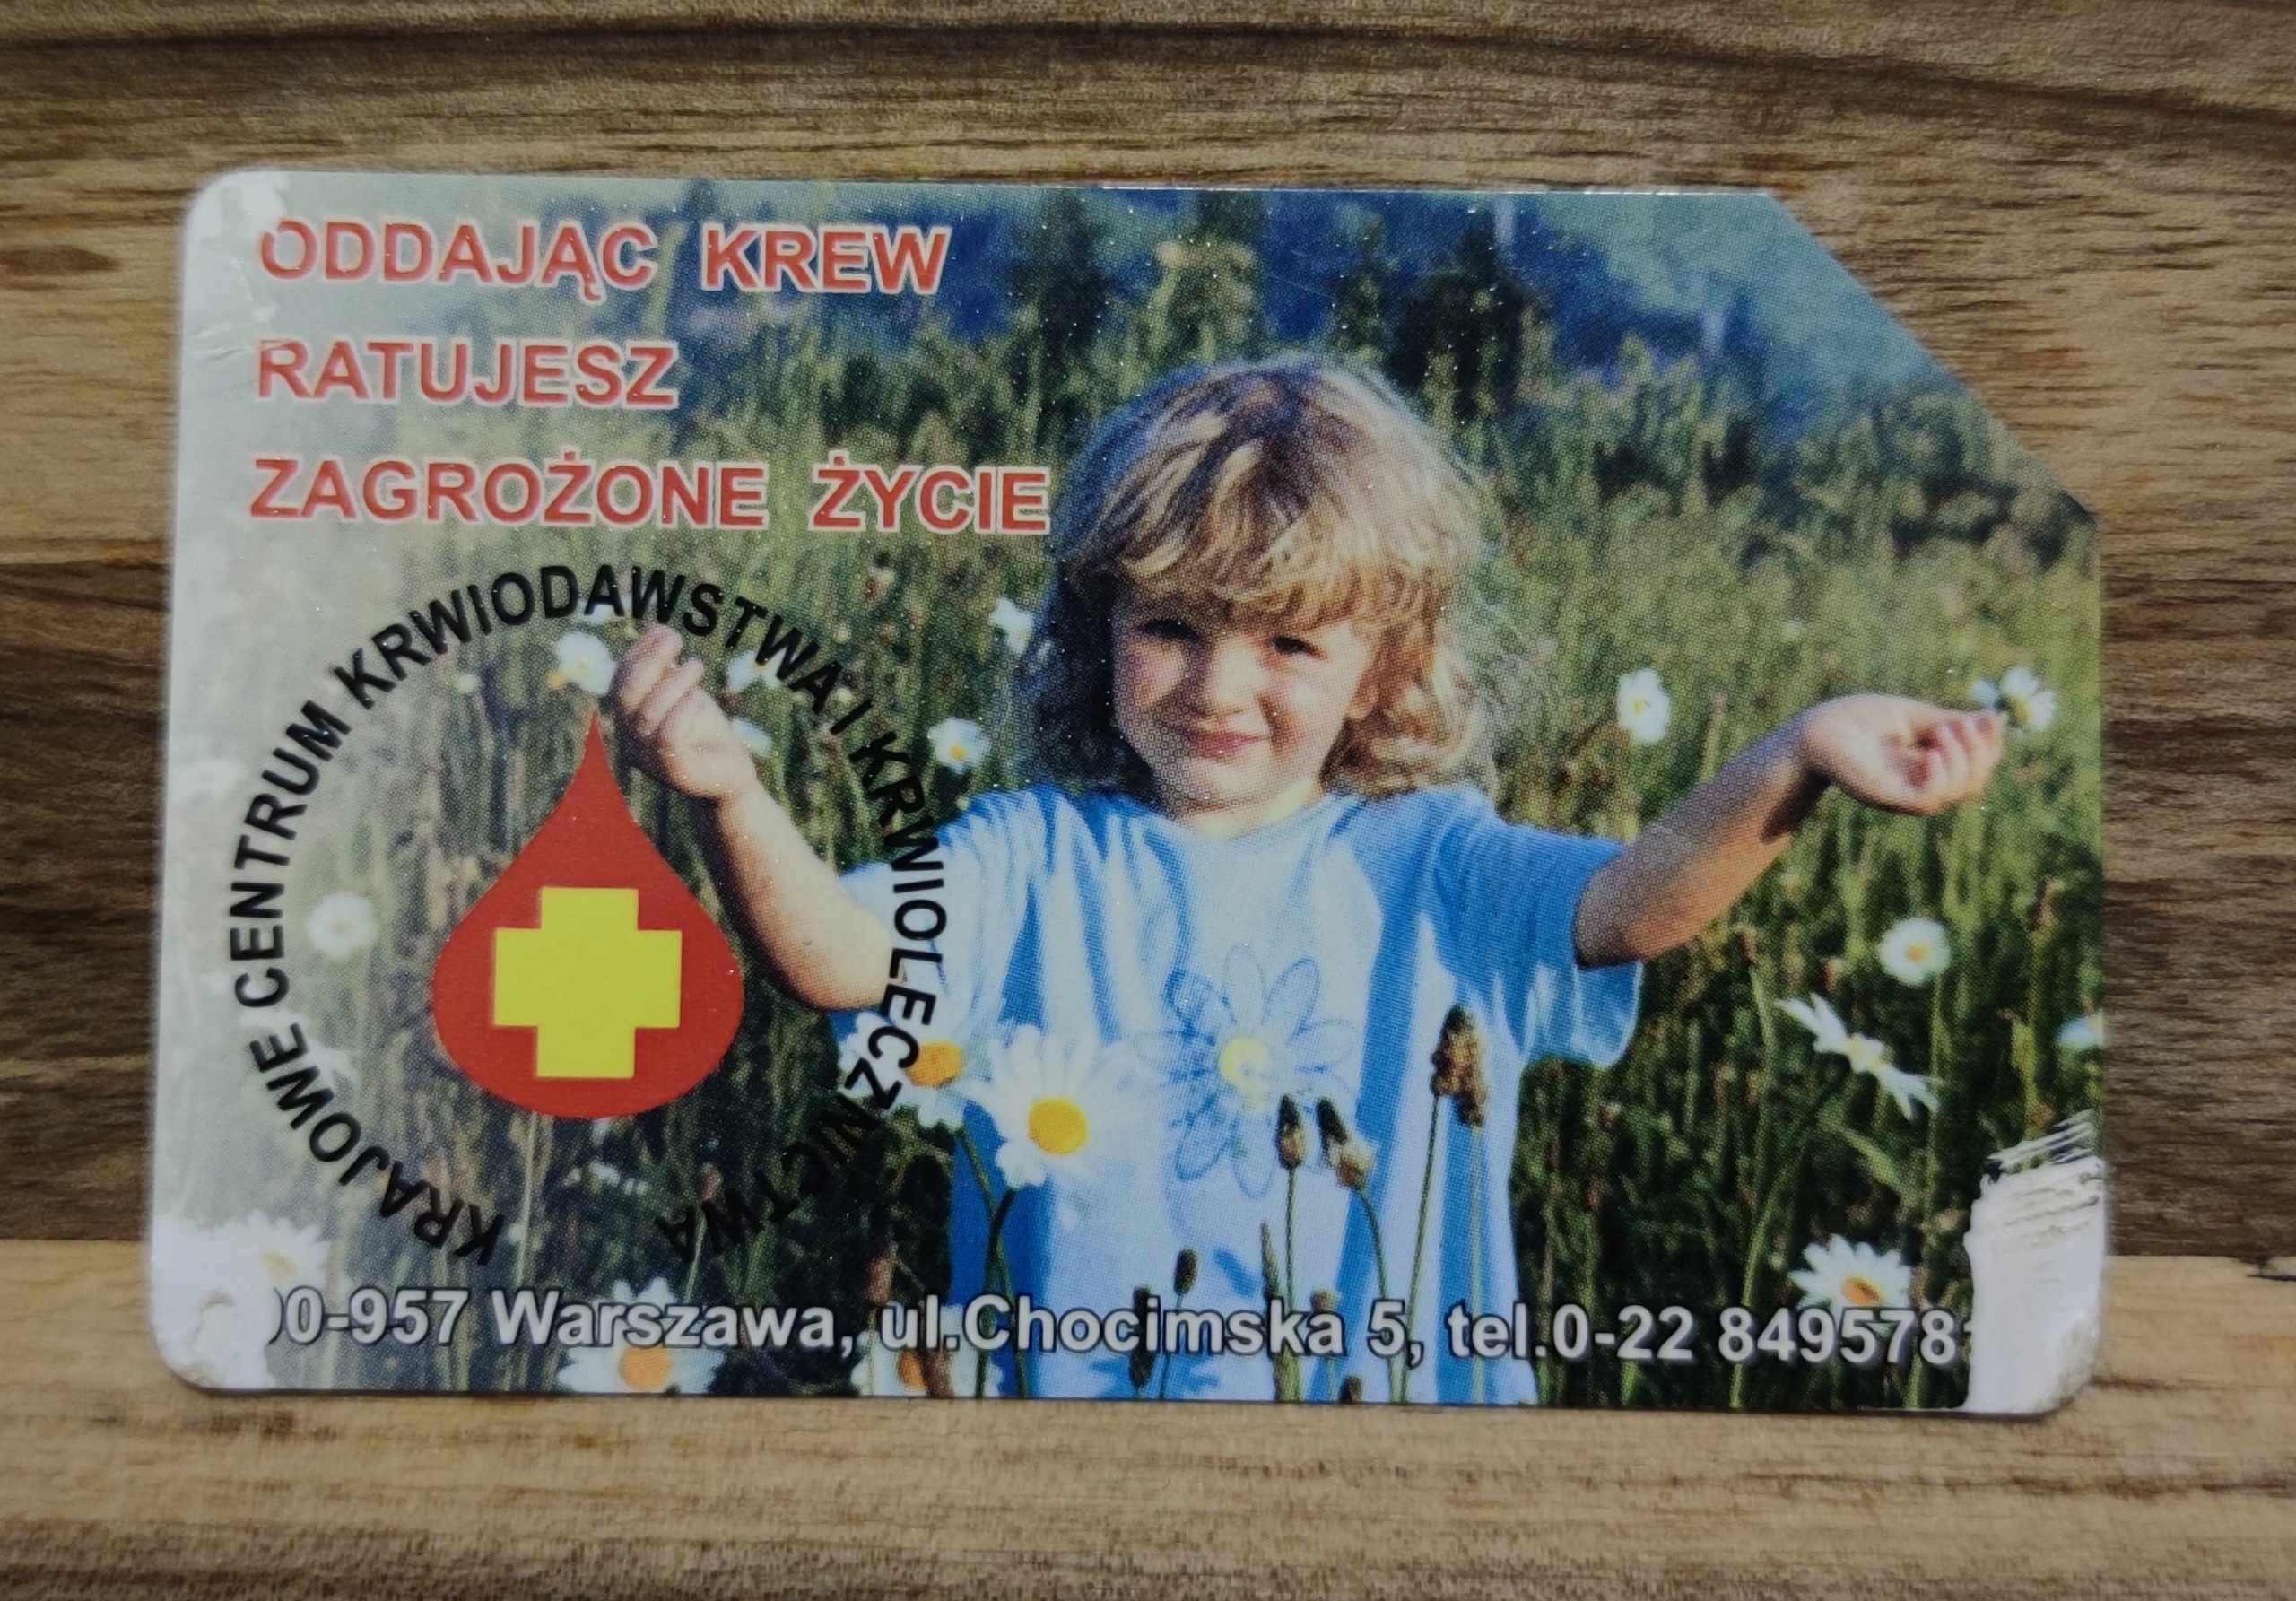 ODDAJĄC KREW
RATUJESZ
ZAGROŻONE ŻYCIE
KRAJOWE CENTRUM KRWIODAWSTWA I KRWIOLECZNICTWA
0-957 Warszawa, ul.Chocimska 5, tel.0-22 849578